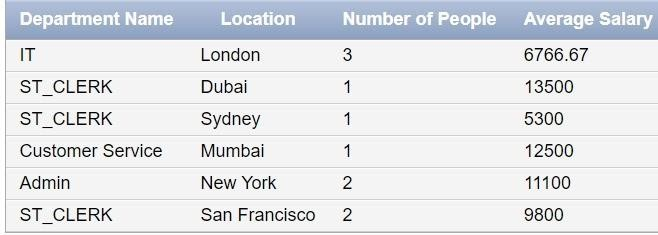 Department Name Location Number of People Average Salary
IT London 3 6766.67
ST_CLERK Dubai 1 13500
ST_CLERK Sydney 1 5300
Customer Service Mumbai 1 12500
Admin New York 2 11100
ST_CLERK San Francisco 2 9800